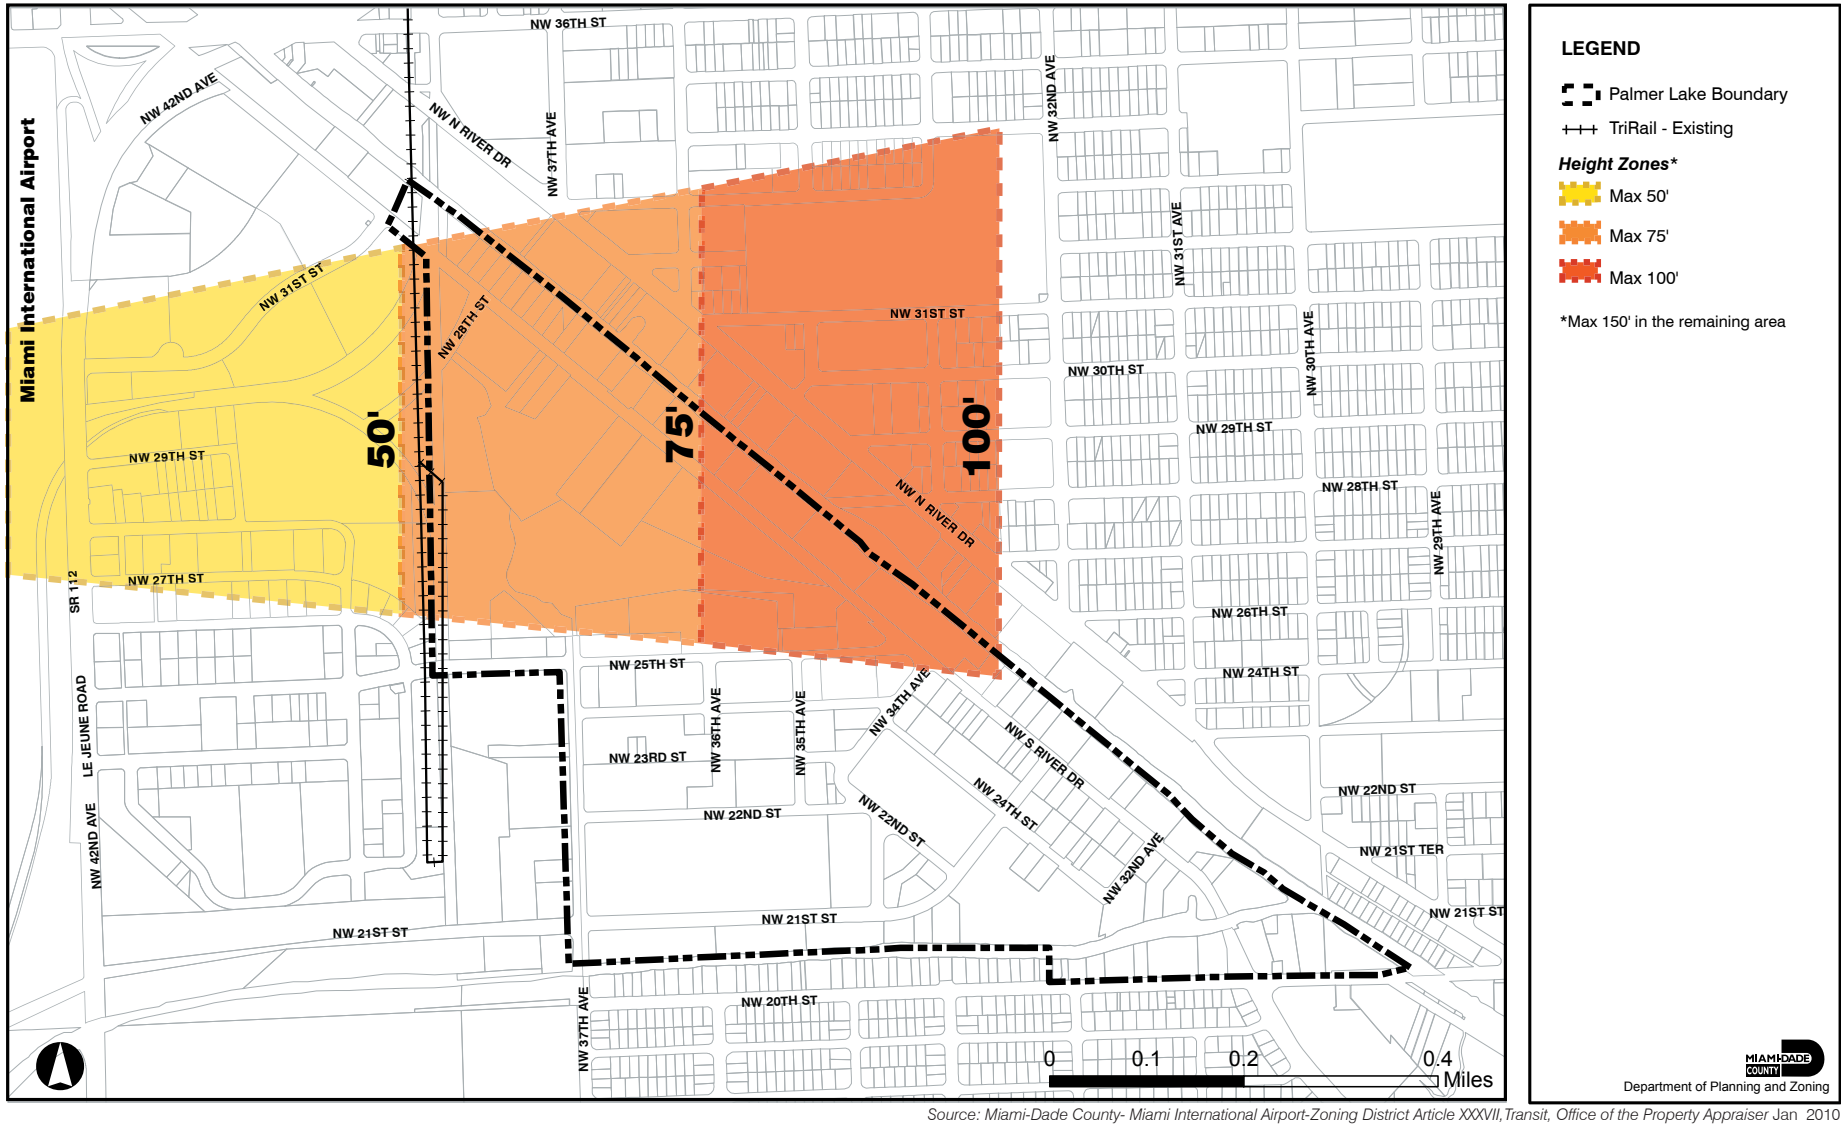 NW 36TH ST
NW 42ND AVE
NW N RIVER DR
NW 37TH AVE
NW 32ND AVE
Miami International Airport
NW 31ST AVE
NW 31ST ST
NW 28TH ST
NW 31ST ST
NW 30TH ST
NW 30TH AVE
50'
75'
100'
NW 29TH ST
NW 29TH ST
NW 28TH ST
NW N RIVER DR
NW 29TH AVE
NW 27TH ST
SR 112
NW 26TH ST
NW 25TH ST
NW 24TH ST
LE JEUNE ROAD
NW 36TH AVE
NW 35TH AVE
NW 34TH AVE
NW S RIVER DR
NW 23RD ST
NW 24TH ST
NW 22ND ST
NW 22ND ST
NW 22ND ST
NW 42ND AVE
NW 32ND AVE
NW 21ST TER
NW 21ST ST
NW 21ST ST
NW 21ST ST
NW 20TH ST
NW 37TH AVE
0 0.1 0.2 0.4
Miles
LEGEND
Palmer Lake Boundary
TriRail - Existing
Height Zones*
Max 50'
Max 75'
Max 100'
*Max 150' in the remaining area
MIAMI-DADE
COUNTY
Department of Planning and Zoning
Source: Miami-Dade County- Miami International Airport-Zoning District Article XXXVII, Transit, Office of the Property Appraiser Jan 2010